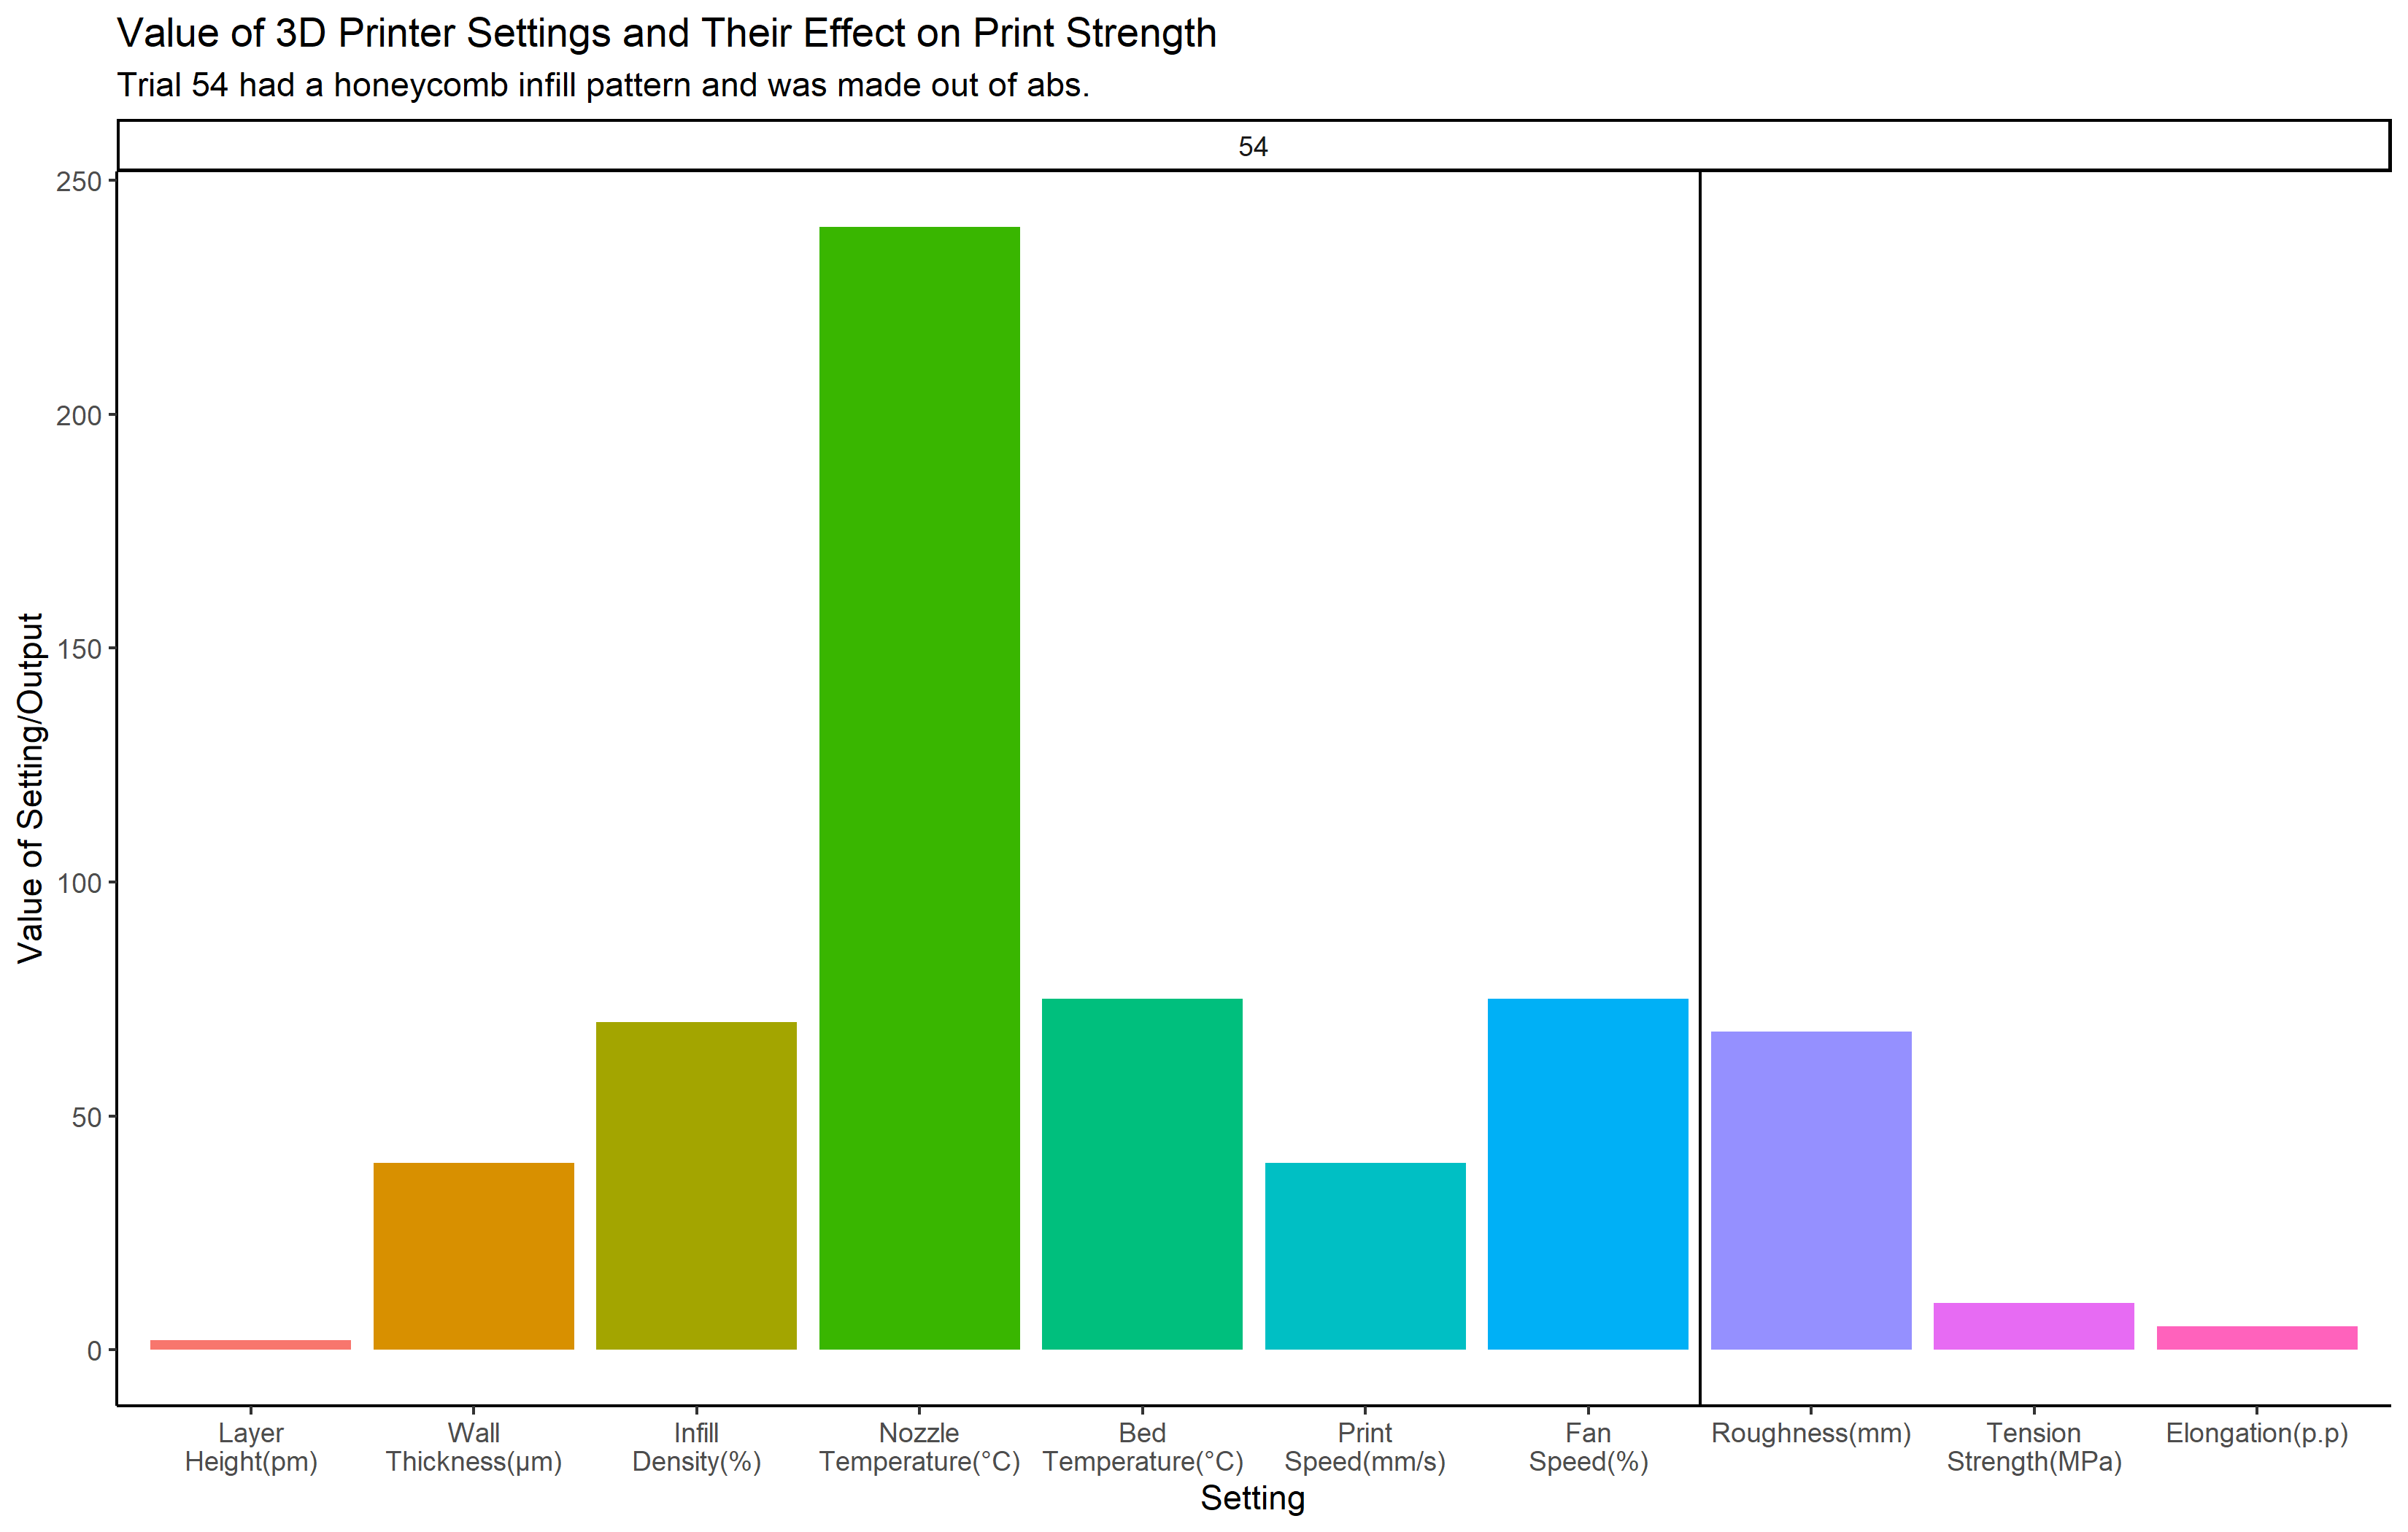 Value of 3D Printer Settings and Their Effect on Print Strength
Trial 54 had a honeycomb infill pattern and was made out of abs.
54
Value of Setting/Output
250
200
150
100
50
0
Layer
Height(pm)
Wall
Thickness(µm)
Infill
Density(%)
Nozzle
Temperature(°C)
Bed
Temperature(°C)
Print
Speed(mm/s)
Fan
Speed(%)
Roughness(mm)
Tension
Strength(MPa)
Elongation(p.p)
Setting